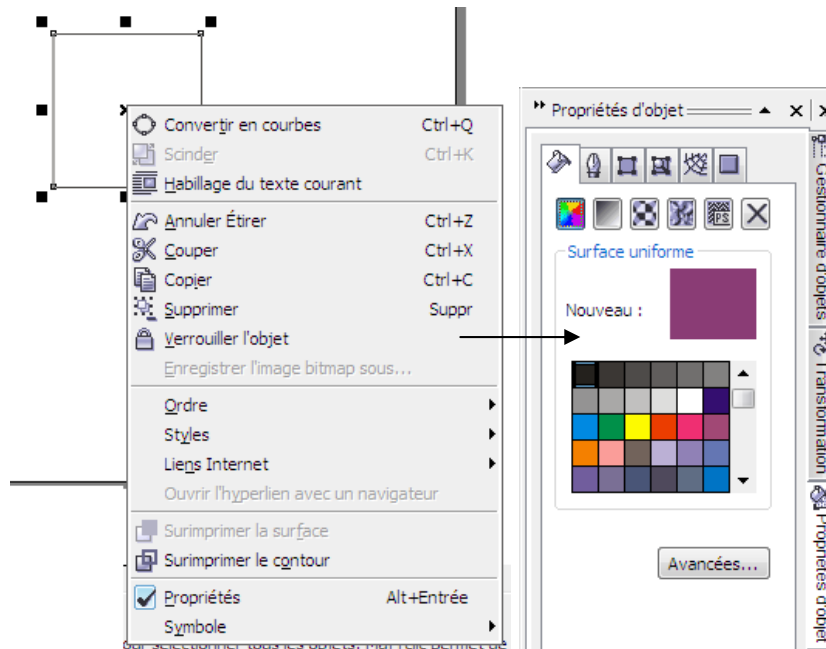 Convertir en courbes Ctrl+Q
Scinder Ctrl+K
Habillage du texte courant
Annuler Étirer Ctrl+Z
Couper Ctrl+X
Copier Ctrl+C
Supprimer Suppr
Verrouiller l'objet
Enregistrer l'image bitmap sous...
Ordre
Styles
Liens Internet
Ouvrir l'hyperlien avec un navigateur
Surimprimer la surface
Surimprimer le contour
Propriétés Alt+Entrée
Symbole
Propriétés d'objet
PS
Surface uniforme
Nouveau :
Avancées...
Gestionnaire d'objets
Transformation
Propriétés d'objet